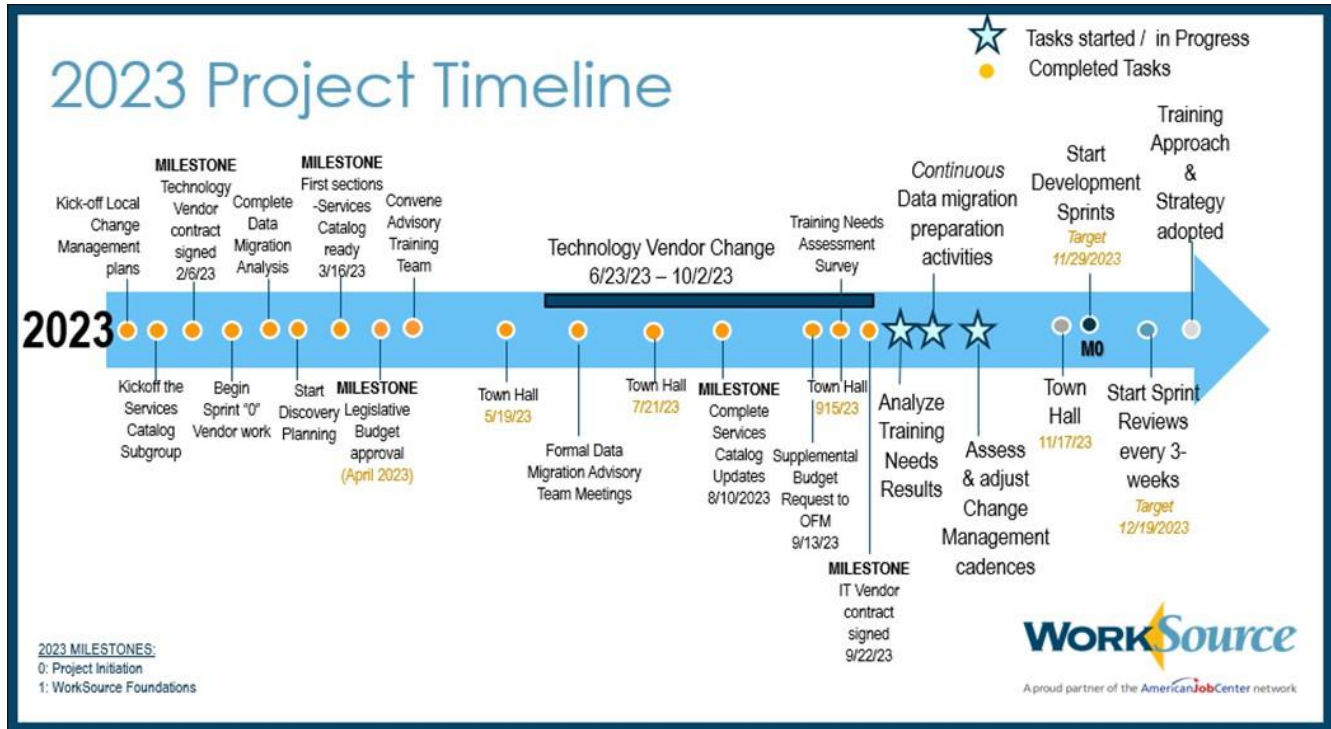 Tasks started / in Progress
Completed Tasks
2023 Project Timeline
Kick-off Local
Change
Management
plans
MILESTONE
Technology
Vendor
contract
signed
2/6/23
Complete
Data
Migration
Analysis
MILESTONE
First sections
-Services
Catalog
ready
3/16/23
Convene
Advisory
Training
Team
Technology Vendor Change
6/23/23 – 10/2/23
Training Needs
Assessment
Survey
Continuous
Data migration
preparation
activities
Start
Development
Sprints
Target
11/29/2023
Training
Approach
&
Strategy
adopted
2023
M0
Kickoff the
Services
Catalog
Subgroup
Begin
Sprint "0"
Vendor work
Start
Discovery
Planning
MILESTONE
Legislative
Budget
approval
(April 2023)
Town Hall
5/19/23
Formal Data
Migration Advisory
Team Meetings
Town Hall
7/21/23
MILESTONE
Complete
Services
Catalog
Updates
8/10/2023
Supplemental
Budget
Request to
OFM
9/13/23
Town Hall
915/23
MILESTONE
IT Vendor
contract
signed
9/22/23
Analyze
Training
Needs
Results
Assess
& adjust
Change
Management
cadences
Town
Hall
11/17/23
Start Sprint
Reviews
every 3-
weeks
Target
12/19/2023
2023 MILESTONES:
0: Project Initiation
1: WorkSource Foundations
WorkSource
A proud partner of the AmericanJobCenter network